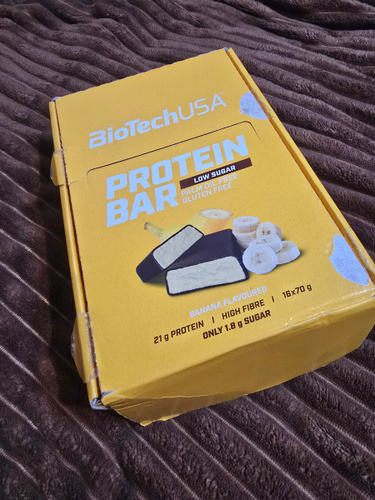 BioTechUSA
PROTEIN
BAR
LOW SUGAR
PALM OIL FREE
GLUTEN FREE
BANANA FLAVOURED
21 g PROTEIN | HIGH FIBRE | 16x70 g
ONLY 1.8 g SUGAR